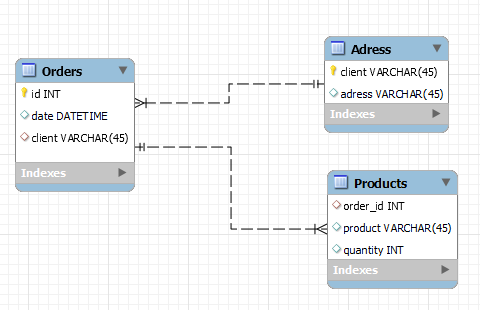 Orders
id INT
date DATETIME
client VARCHAR(45)
Indexes
Adress
client VARCHAR(45)
adress VARCHAR(45)
Indexes
Products
order_id INT
product VARCHAR(45)
quantity INT
Indexes